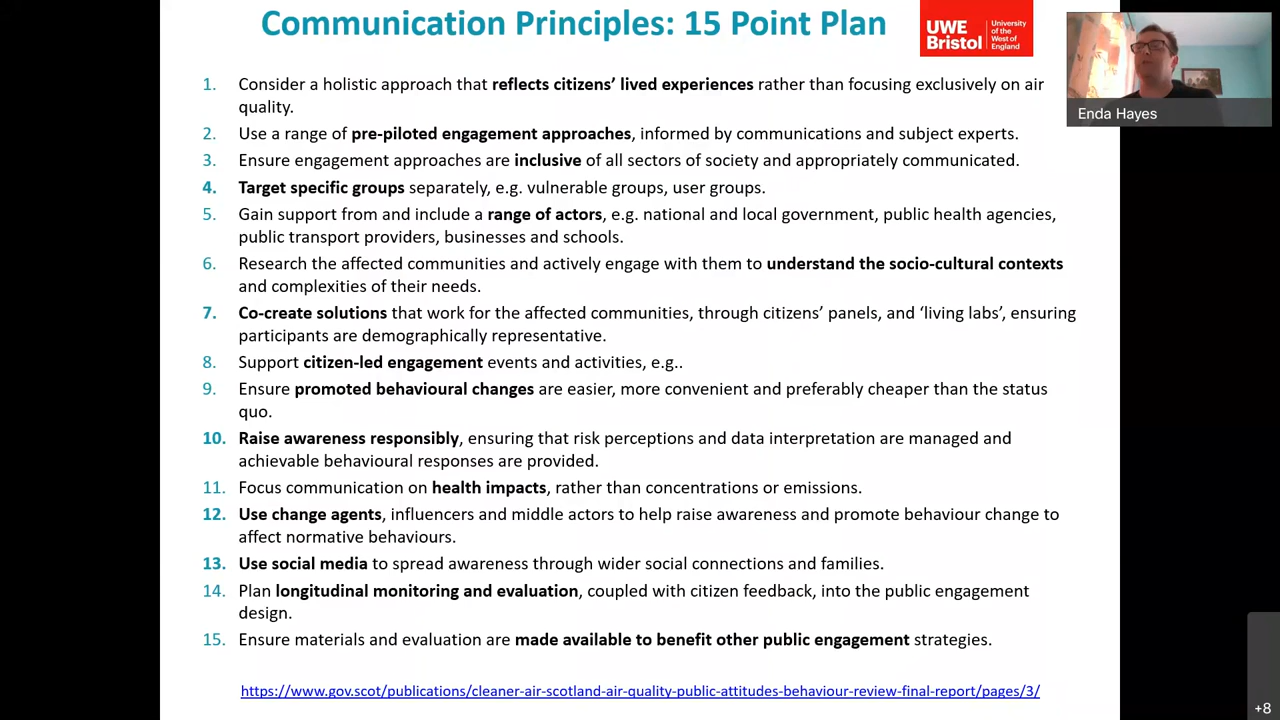 Communication Principles: 15 Point Plan
UWE
Bristol
University
of the
West of
England
Enda Hayes
1. Consider a holistic approach that reflects citizens’ lived experiences rather than focusing exclusively on air
quality.
2. Use a range of pre-piloted engagement approaches, informed by communications and subject experts.
3. Ensure engagement approaches are inclusive of all sectors of society and appropriately communicated.
4. Target specific groups separately, e.g. vulnerable groups, user groups.
5. Gain support from and include a range of actors, e.g. national and local government, public health agencies,
public transport providers, businesses and schools.
6. Research the affected communities and actively engage with them to understand the socio-cultural contexts
and complexities of their needs.
7. Co-create solutions that work for the affected communities, through citizens’ panels, and ‘living labs’, ensuring
participants are demographically representative.
8. Support citizen-led engagement events and activities, e.g..
9. Ensure promoted behavioural changes are easier, more convenient and preferably cheaper than the status
quo.
10. Raise awareness responsibly, ensuring that risk perceptions and data interpretation are managed and
achievable behavioural responses are provided.
11. Focus communication on health impacts, rather than concentrations or emissions.
12. Use change agents, influencers and middle actors to help raise awareness and promote behaviour change to
affect normative behaviours.
13. Use social media to spread awareness through wider social connections and families.
14. Plan longitudinal monitoring and evaluation, coupled with citizen feedback, into the public engagement
design.
15. Ensure materials and evaluation are made available to benefit other public engagement strategies.
https://www.gov.scot/publications/cleaner-air-scotland-air-quality-public-attitudes-behaviour-review-final-report/pages/3/
+8